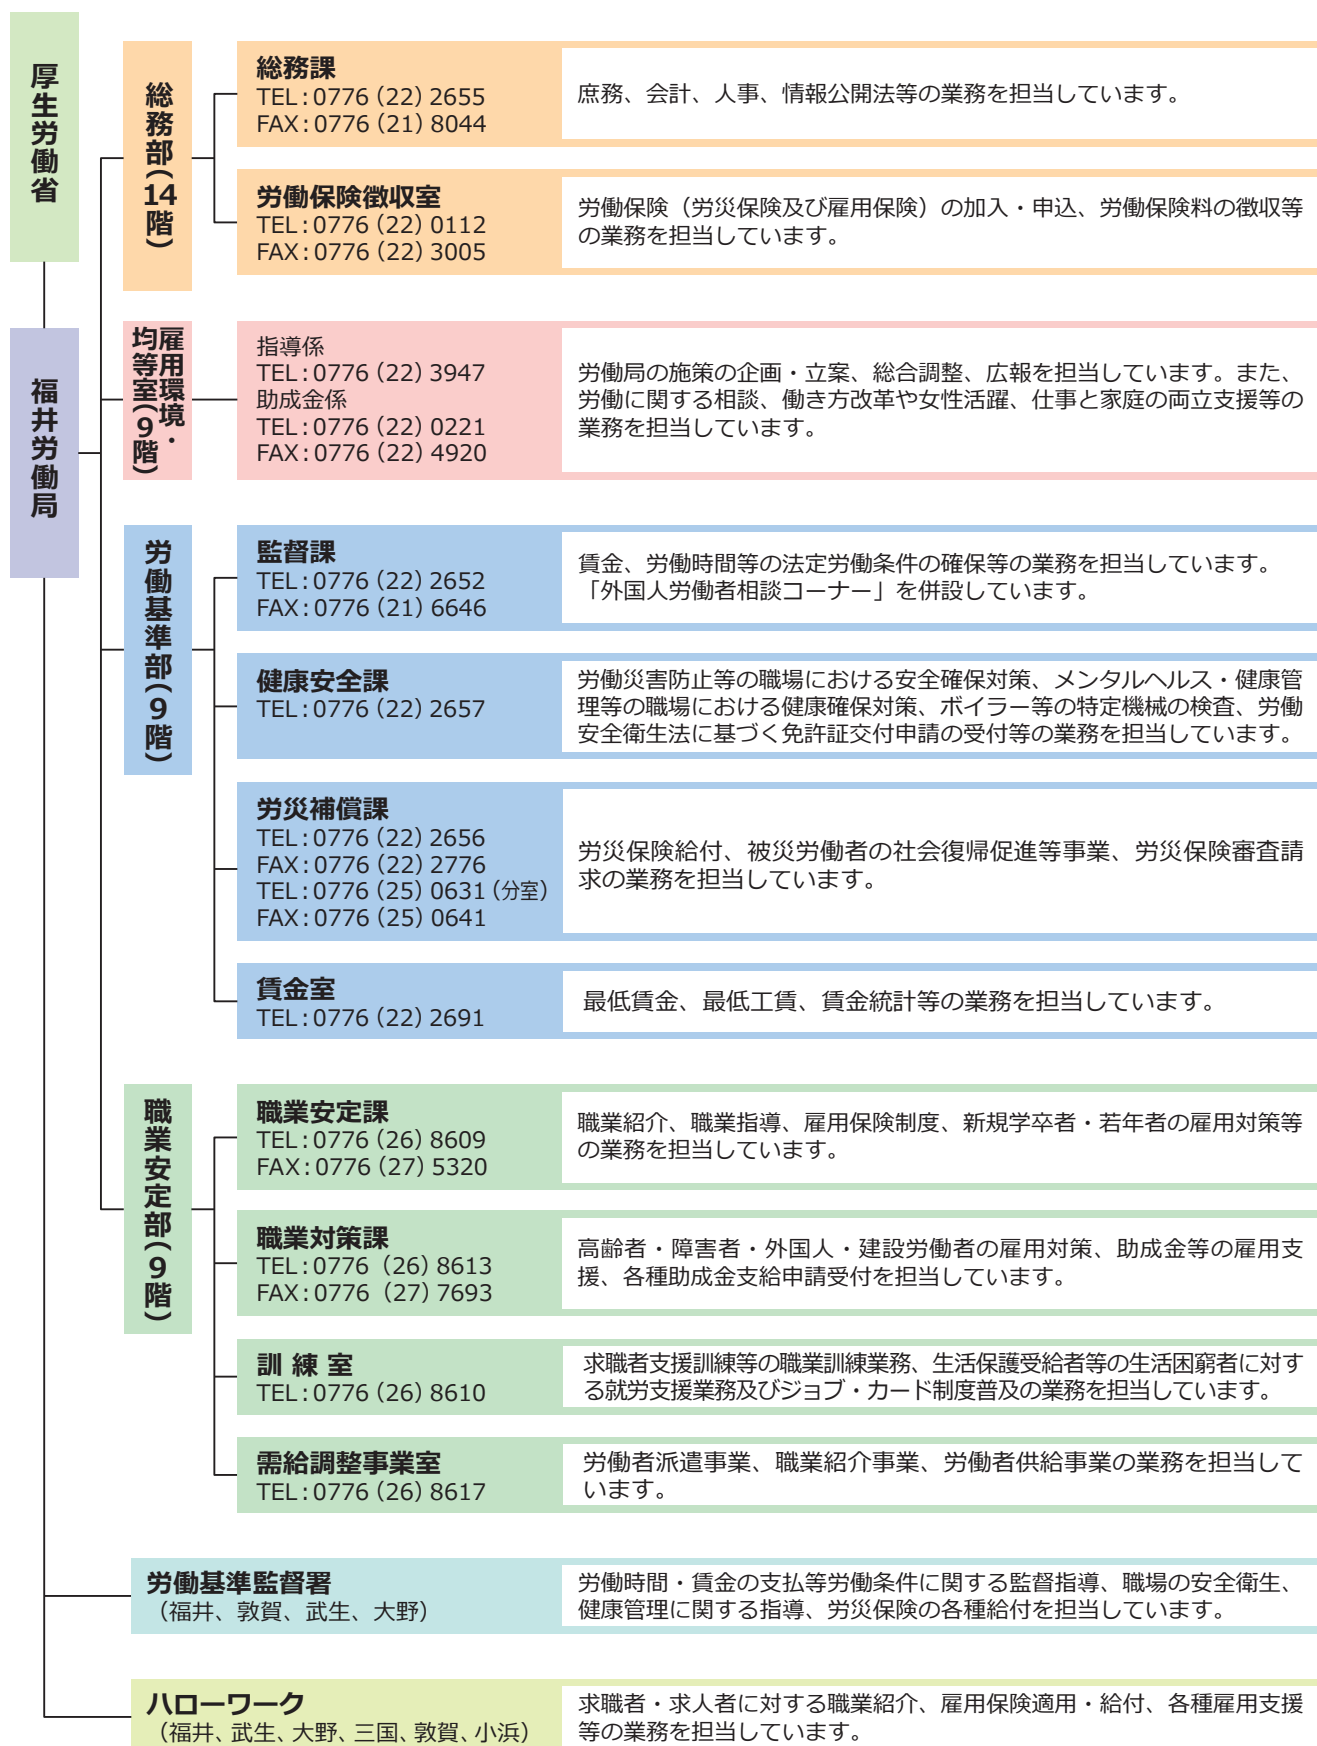 厚生労働省
福井労働局
総務部(14階)
総務課
TEL:0776(22)2655
FAX:0776(21)8044
庶務、会計、人事、情報公開法等の業務を担当しています。
労働保険徴収室
TEL:0776(22)0112
FAX:0776(22)3005
労働保険(労災保険及び雇用保険)の加入・申込、労働保険料の徴収等
の業務を担当しています。
雇用環境・
均等室(9階)
指導係
TEL:0776(22)3947
助成金係
TEL:0776(22)0221
FAX:0776(22)4920
労働局の施策の企画・立案、総合調整、広報を担当しています。また、
労働に関する相談、働き方改革や女性活躍、仕事と家庭の両立支援等の
業務を担当しています。
労働基準部(9階)
監督課
TEL:0776(22)2652
FAX:0776(21)6646
賃金、労働時間等の法定労働条件の確保等の業務を担当しています。
「外国人労働者相談コーナー」を併設しています。
健康安全課
TEL:0776(22)2657
労働災害防止等の職場における安全確保対策、メンタルヘルス・健康管
理等の職場における健康確保対策、ボイラー等の特定機械の検査、労働
安全衛生法に基づく免許証交付申請の受付等の業務を担当しています。
労災補償課
TEL:0776(22)2656
FAX:0776(22)2776
TEL:0776(25)0631(分室)
FAX:0776(25)0641
労災保険給付、被災労働者の社会復帰促進等事業、労災保険審査請
求の業務を担当しています。
賃金室
TEL:0776(22)2691
最低賃金、最低工賃、賃金統計等の業務を担当しています。
職業安定部(9階)
職業安定課
TEL:0776(26)8609
FAX:0776(27)5320
職業紹介、職業指導、雇用保険制度、新規学卒者・若年者の雇用対策等
の業務を担当しています。
職業対策課
TEL:0776 (26)8613
FAX:0776 (27)7693
高齢者・障害者・外国人・建設労働者の雇用対策、助成金等の雇用支
援、各種助成金支給申請受付を担当しています。
訓 練 室
TEL:0776(26)8610
求職者支援訓練等の職業訓練業務、生活保護受給者等の生活困窮者に対す
る就労支援業務及びジョブ・カード制度普及の業務を担当しています。
需給調整事業室
TEL:0776(26)8617
労働者派遣事業、職業紹介事業、労働者供給事業の業務を担当して
います。
労働基準監督署
(福井、敦賀、武生、大野)
労働時間・賃金の支払等労働条件に関する監督指導、職場の安全衛生、
健康管理に関する指導、労災保険の各種給付を担当しています。
ハローワーク
(福井、武生、大野、三国、敦賀、小浜)
求職者・求人者に対する職業紹介、雇用保険適用・給付、各種雇用支援
等の業務を担当しています。